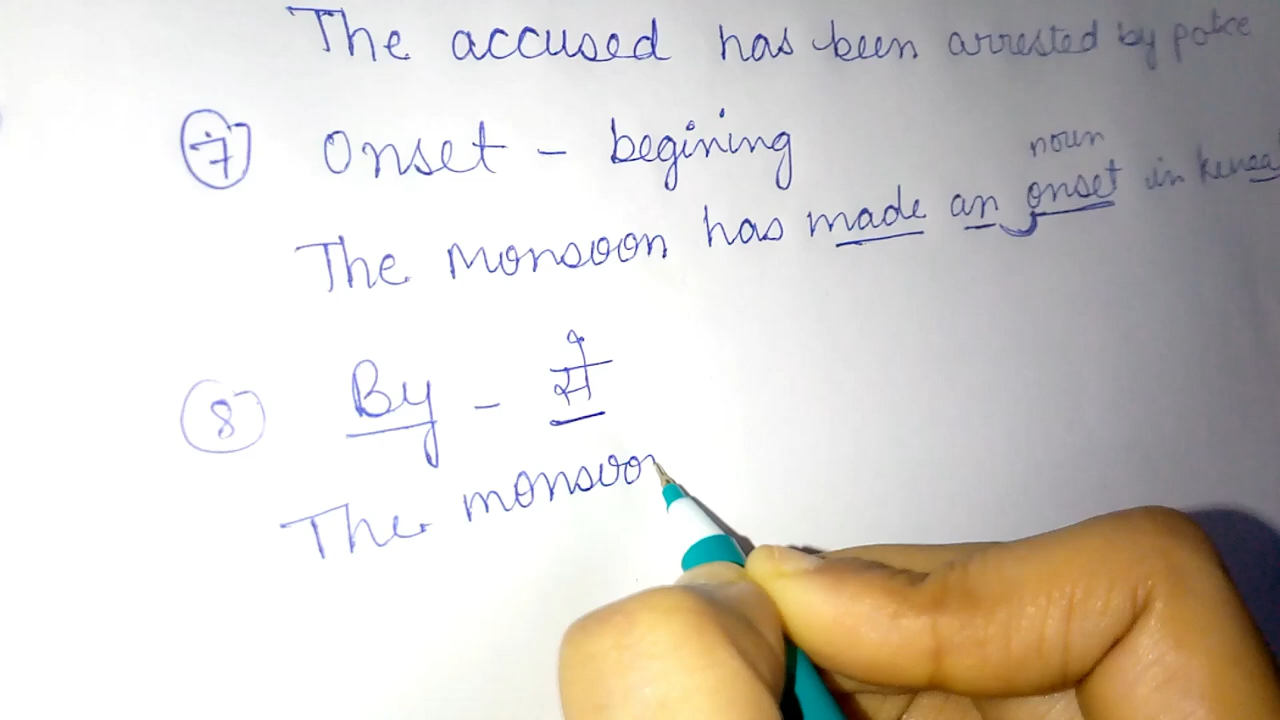 The accused has been arrested by police
7 Onset - begining
noun
The monsoon has made an onset in
8 By - में
The monsoon